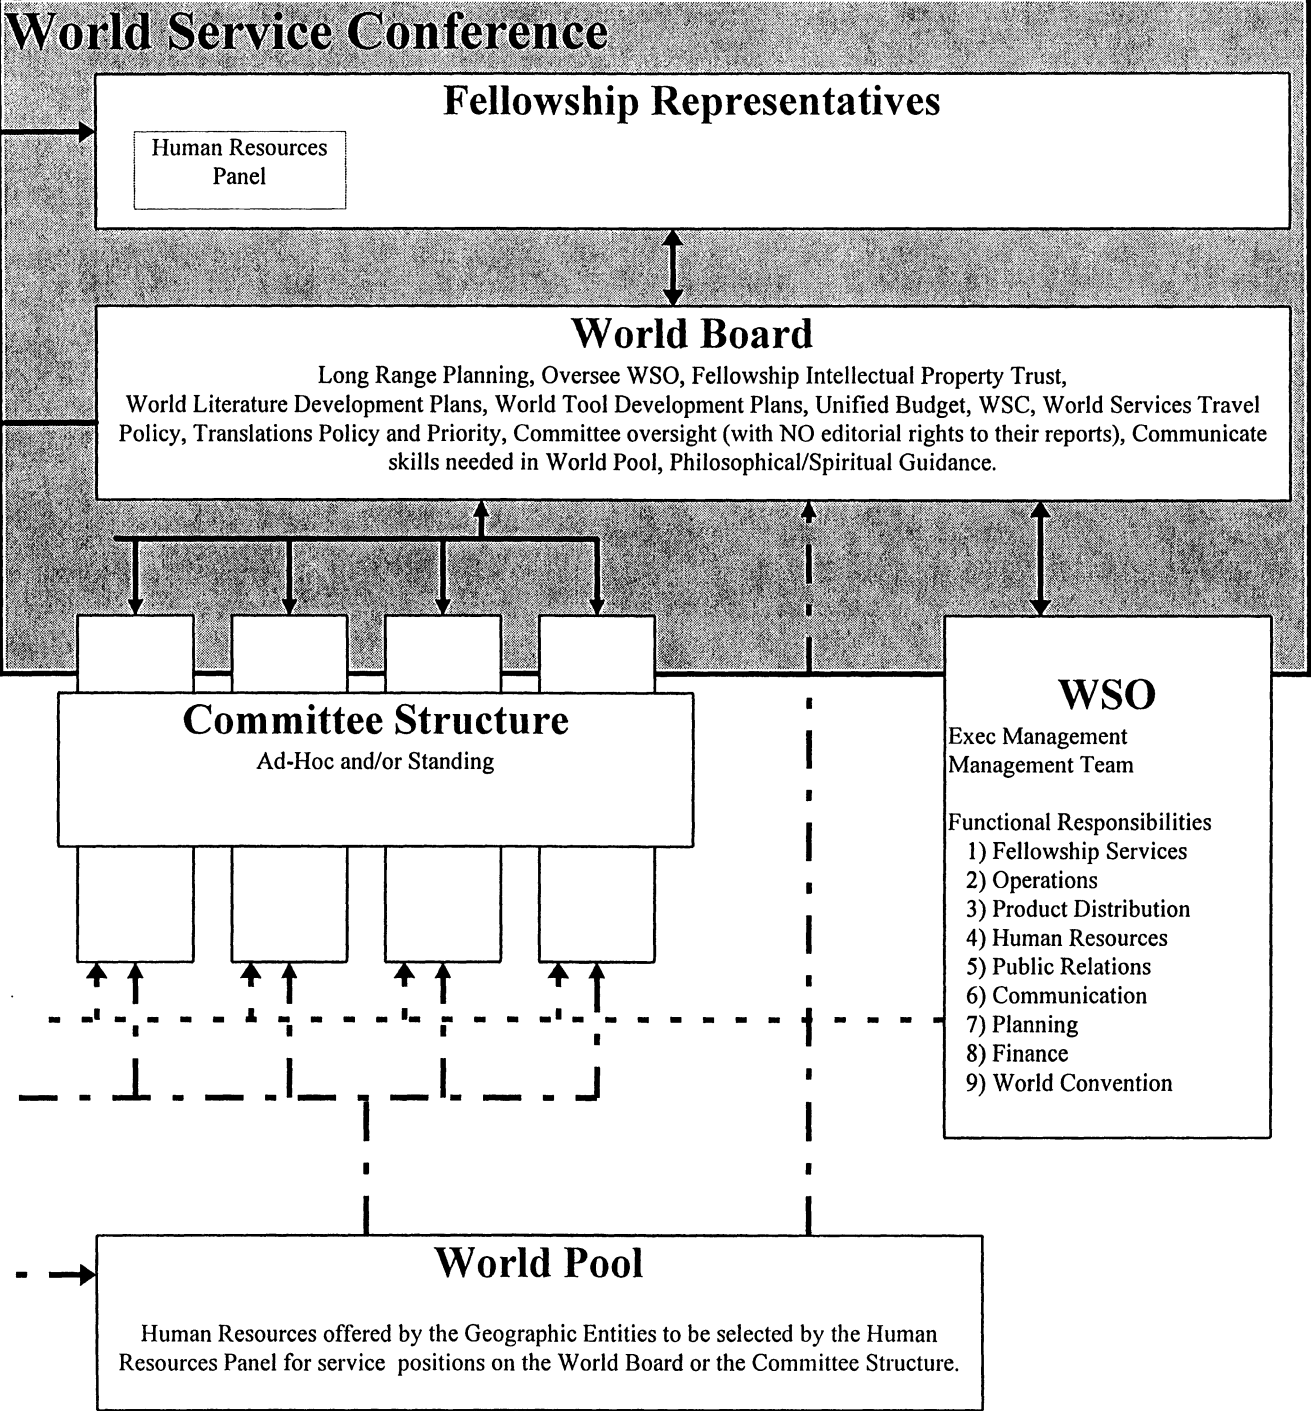 World Service Conference
Fellowship Representatives
Human Resources
Panel
World Board
Long Range Planning, Oversee WSO, Fellowship Intellectual Property Trust,
World Literature Development Plans, World Tool Development Plans, Unified Budget, WSC, World Services Travel
Policy, Translations Policy and Priority, Committee oversight (with NO editorial rights to their reports), Communicate
skills needed in World Pool, Philosophical/Spiritual Guidance.
Committee Structure
Ad-Hoc and/or Standing
WSO
Exec Management
Management Team
Functional Responsibilities
1) Fellowship Services
2) Operations
3) Product Distribution
4) Human Resources
5) Public Relations
6) Communication
7) Planning
8) Finance
9) World Convention
World Pool
Human Resources offered by the Geographic Entities to be selected by the Human
Resources Panel for service positions on the World Board or the Committee Structure.